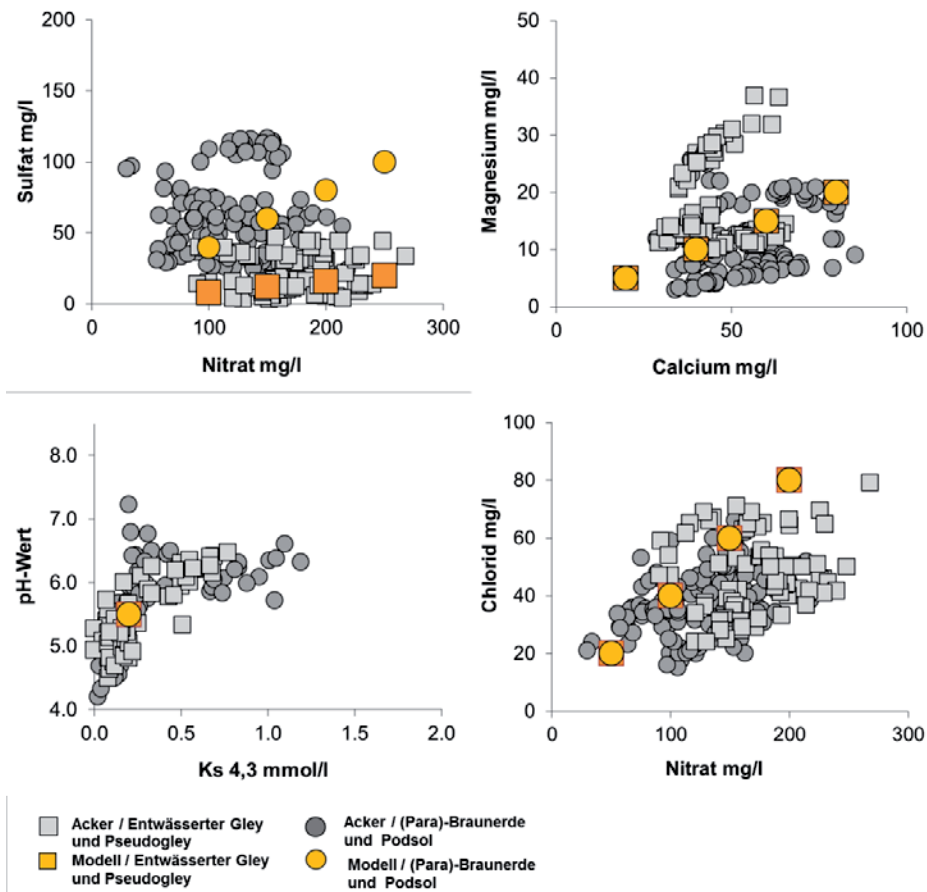 200
150
100
50
0
Sulfat mg/l
0 100 200 300
Nitrat mg/l
50
40
30
20
10
0
Magnesium mgl/l
0 50 100
Calcium mg/l
8.0
7.0
6.0
5.0
4.0
pH-Wert
0.0 0.5 1.0 1.5 2.0
Ks 4,3 mmol/l
100
80
60
40
20
0
Chlorid mg/l
0 100 200 300
Nitrat mg/l
Acker / Entwässerter Gley
und Pseudogley
Modell / Entwässerter Gley
und Pseudogley
Acker / (Para)-Braunerde
und Podsol
Modell / (Para)-Braunerde
und Podsol